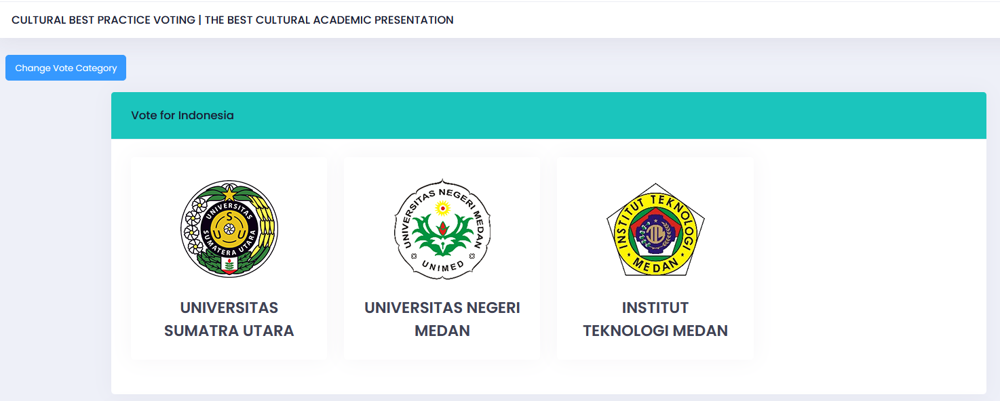 CULTURAL BEST PRACTICE VOTING | THE BEST CULTURAL ACADEMIC PRESENTATION
Change Vote Category
Vote for Indonesia
UNIVERSITAS
SUMATERA UTARA
S
U U
UNIVERSITAS
SUMATRA UTARA
UNIVERSITAS NEGERI MEDAN
UNIMED
UNIVERSITAS NEGERI
MEDAN
INSTITUT TEKNOLOGI
MEDAN
INSTITUT
TEKNOLOGI MEDAN